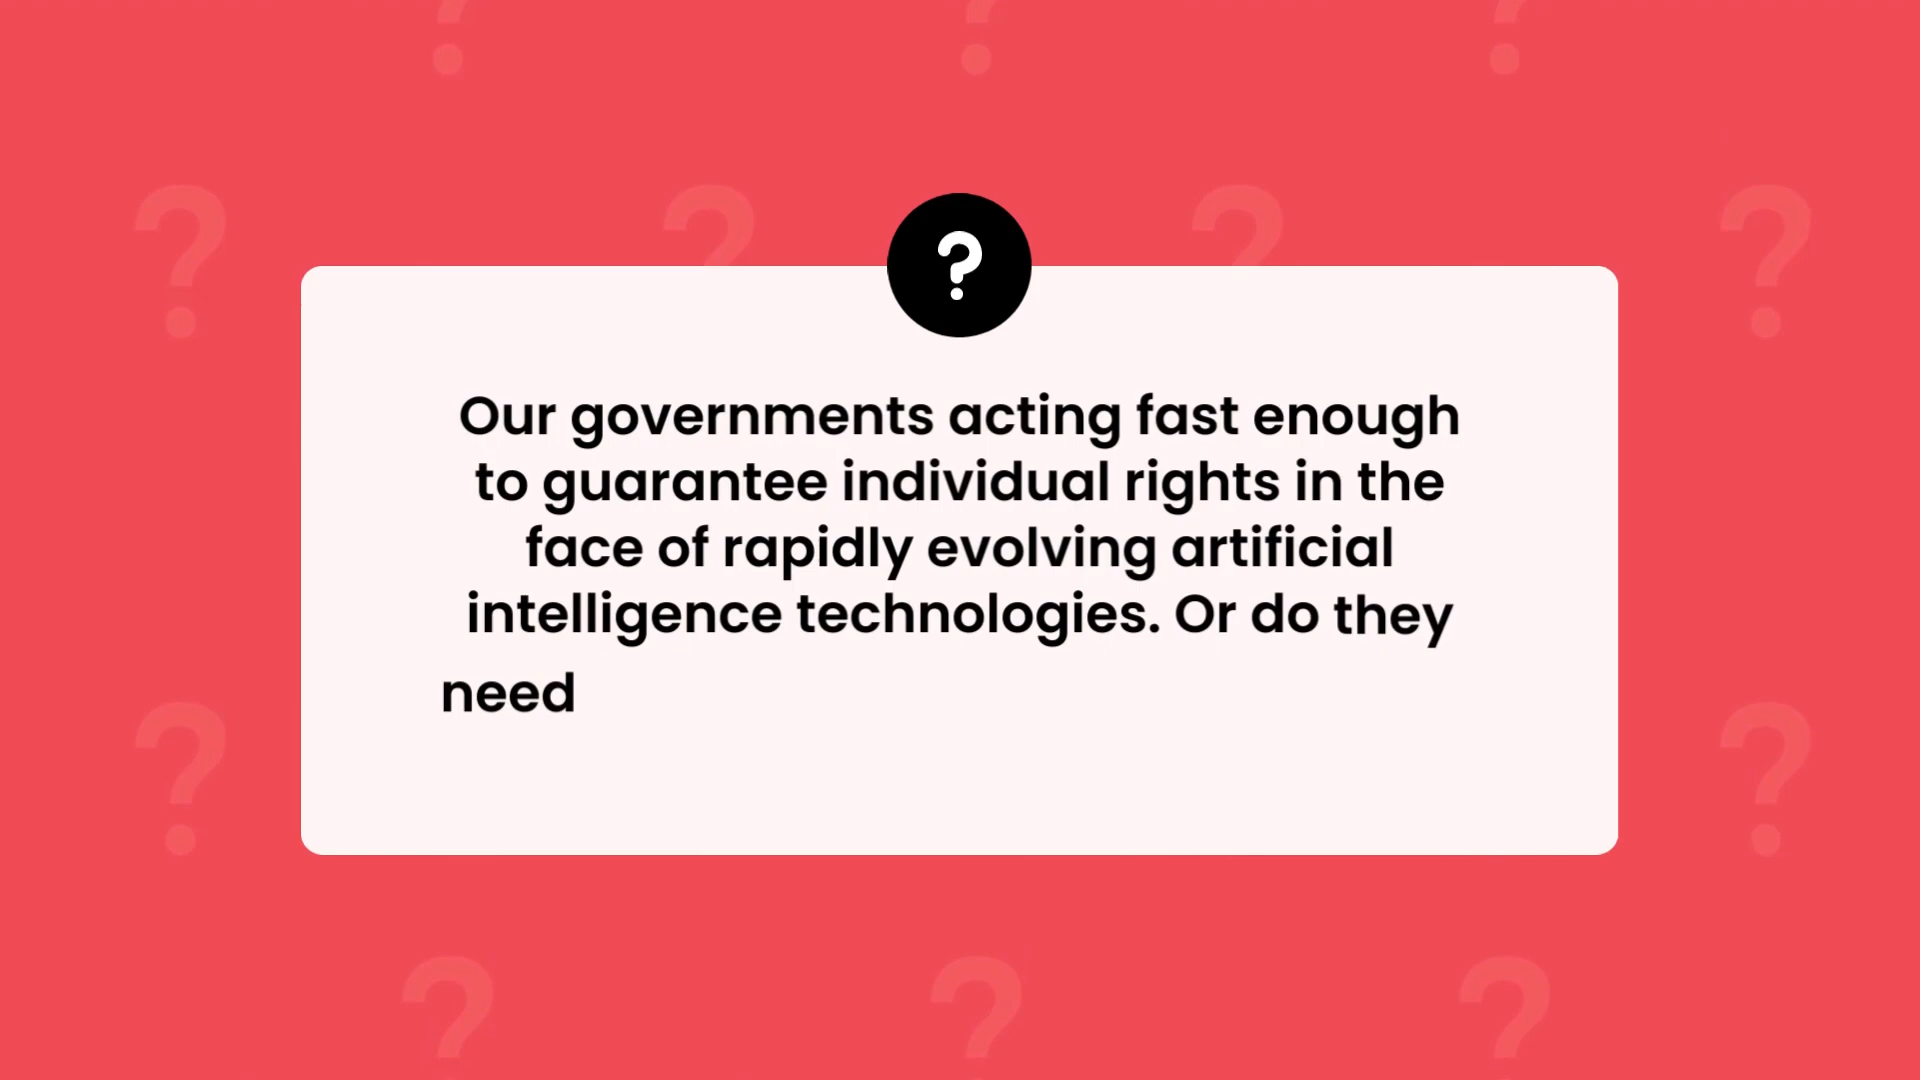 Our governments acting fast enough
to guarantee individual rights in the
face of rapidly evolving artificial
intelligence technologies. Or do they
need